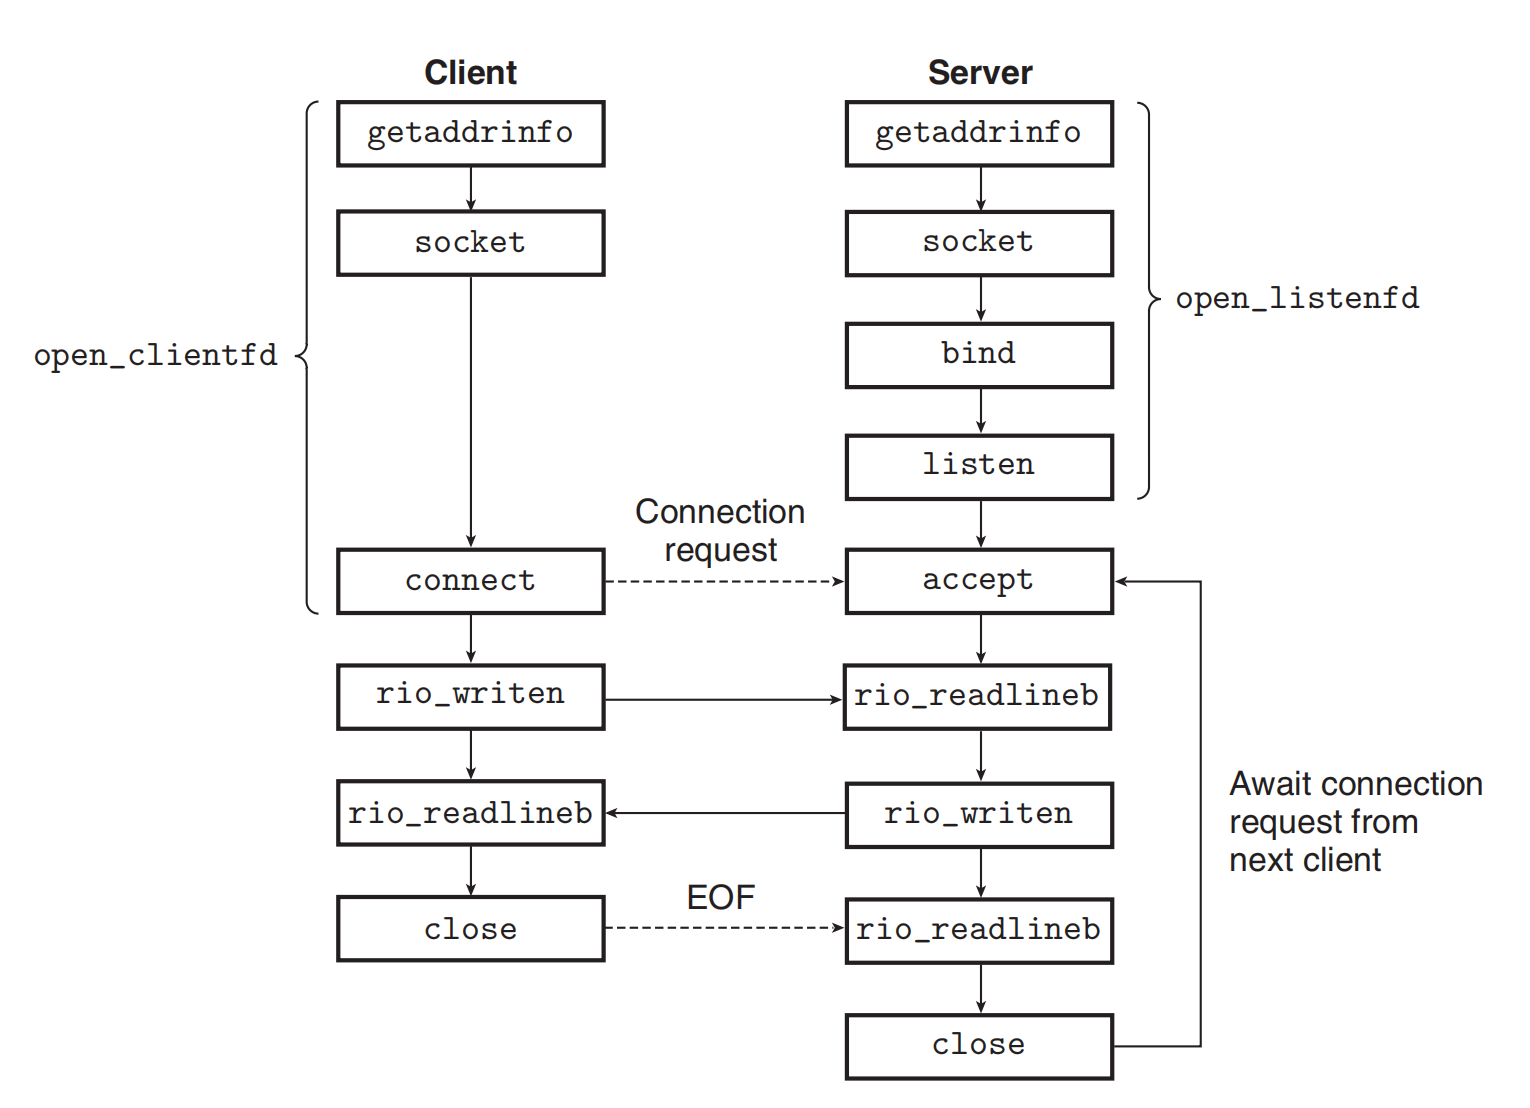 Client
Server
getaddrinfo
getaddrinfo
socket
socket
open_listenfd
bind
open_clientfd
listen
Connection
request
connect
accept
rio_writen
rio_readlineb
Await connection
request from
next client
rio_readlineb
rio_writen
EOF
close
rio_readlineb
close